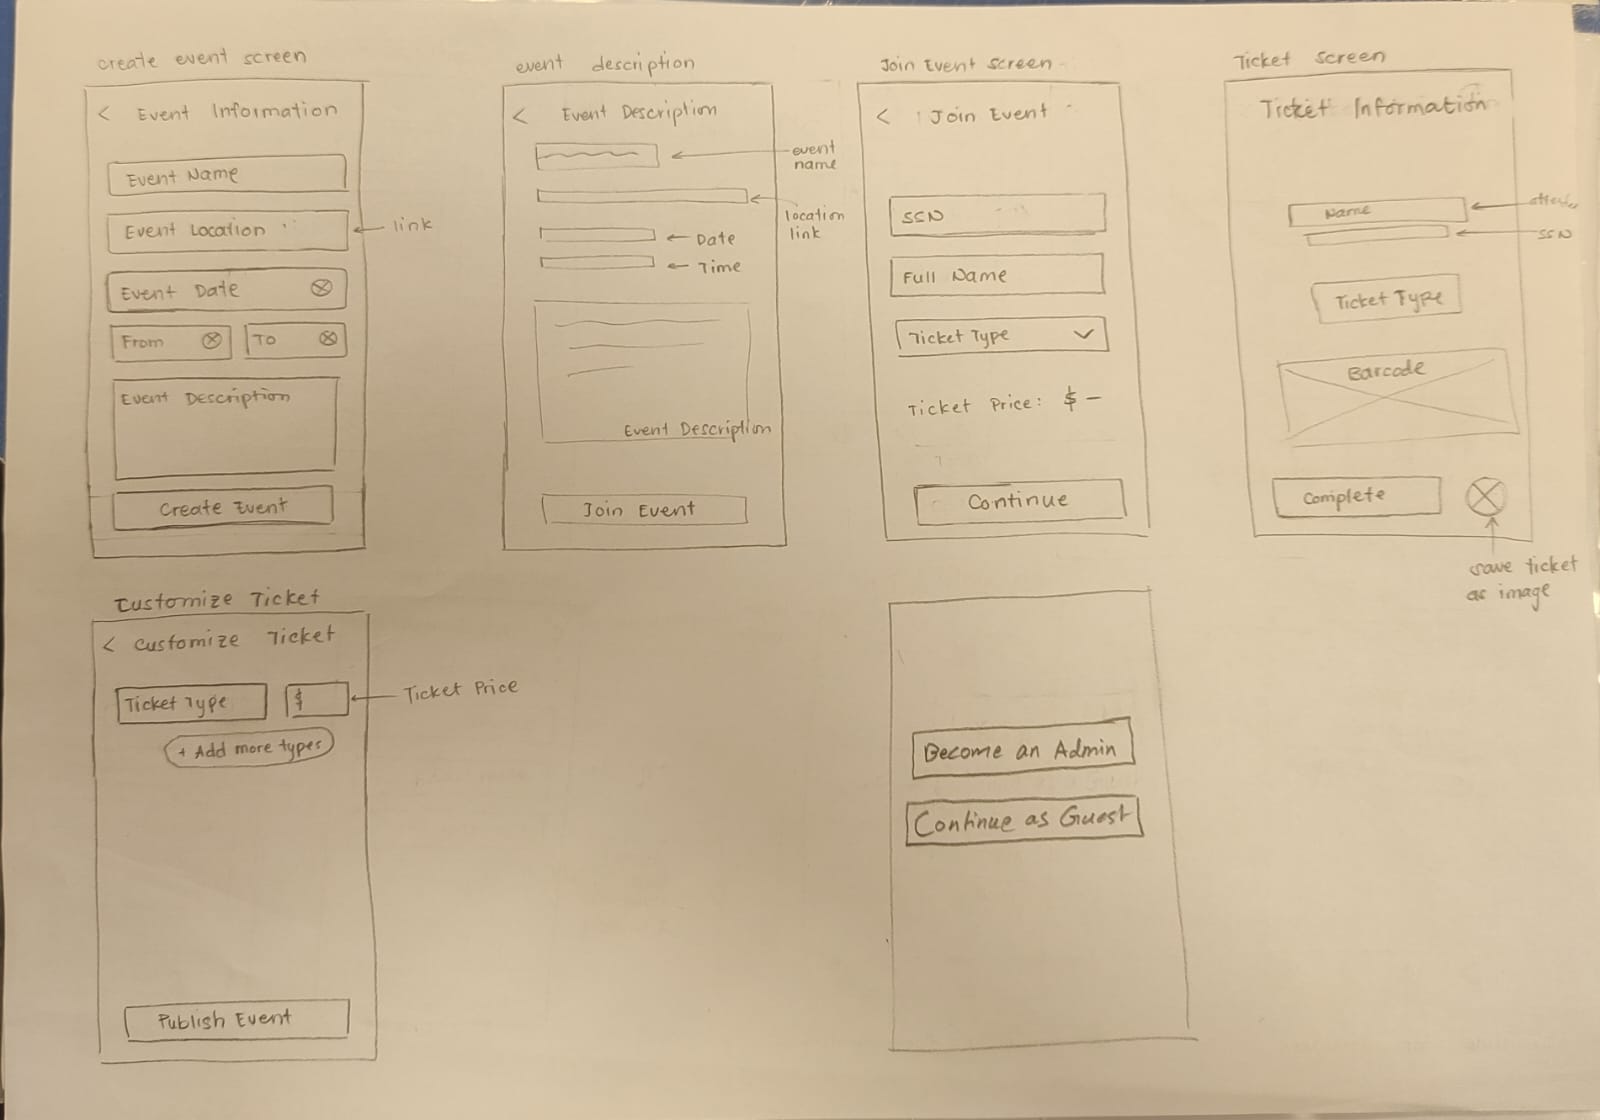 create event screen
< Event Information
Event Name
Event Location
link
Event Date
From
To
Event Description
Create Event
event description
< Event Description
event name
location link
Date
Time
Event Description
Join Event
Join Event Screen
< Join Event
SSN
Full Name
Ticket Type
Ticket Price: $ -
Continue
Ticket Screen
Ticket Information
Name
SSN
Ticket Type
Barcode
Complete
save ticket
as image
Customize Ticket
< Customize Ticket
Ticket Type
$
Ticket Price
+ Add more types
Publish Event
Become an Admin
Continue as Guest